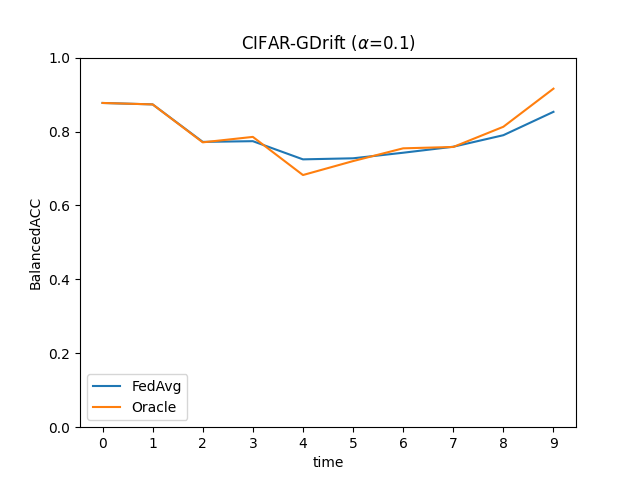 CIFAR-GDrift (α=0.1)
1.0
0.8
0.6
0.4
0.2
0.0
BalancedACC
FedAvg
Oracle
0 1 2 3 4 5 6 7 8 9
time